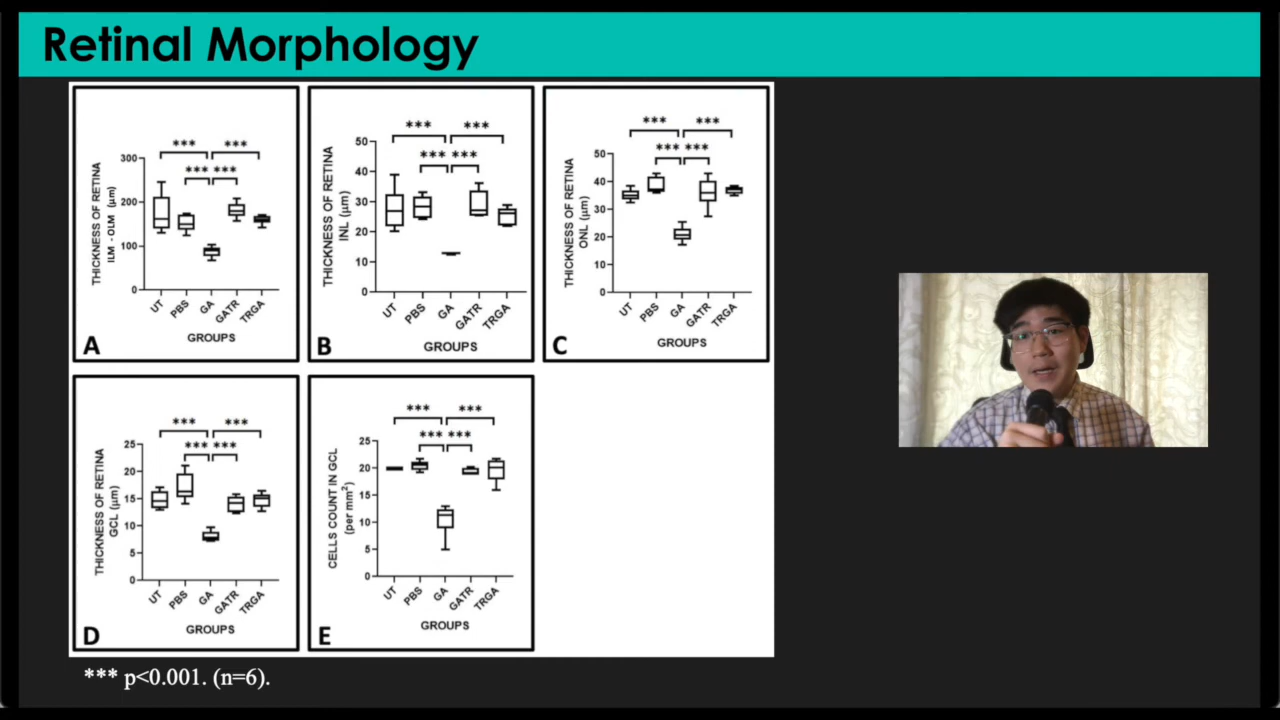 Retinal Morphology
*** ***
*** ***
THICKNESS OF RETINA
ILM - OLM (µm)
300
200
100
0
UT PBS GA GATR TRGA
GROUPS
A
*** ***
*** ***
THICKNESS OF RETINA
INL (µm)
50
40
30
20
10
0
UT PBS GA GATR TRGA
GROUPS
B
*** ***
*** ***
THICKNESS OF RETINA
ONL (µm)
50
40
30
20
10
0
UT PBS GA GATR TRGA
GROUPS
C
*** ***
*** ***
THICKNESS OF RETINA
GCL (µm)
25
20
15
10
5
0
UT PBS GA GATR TRGA
GROUPS
D
*** ***
*** ***
CELLS COUNT IN GCL
(per mm²)
25
20
15
10
5
0
UT PBS GA GATR TRGA
GROUPS
E
*** p<0.001. (n=6).